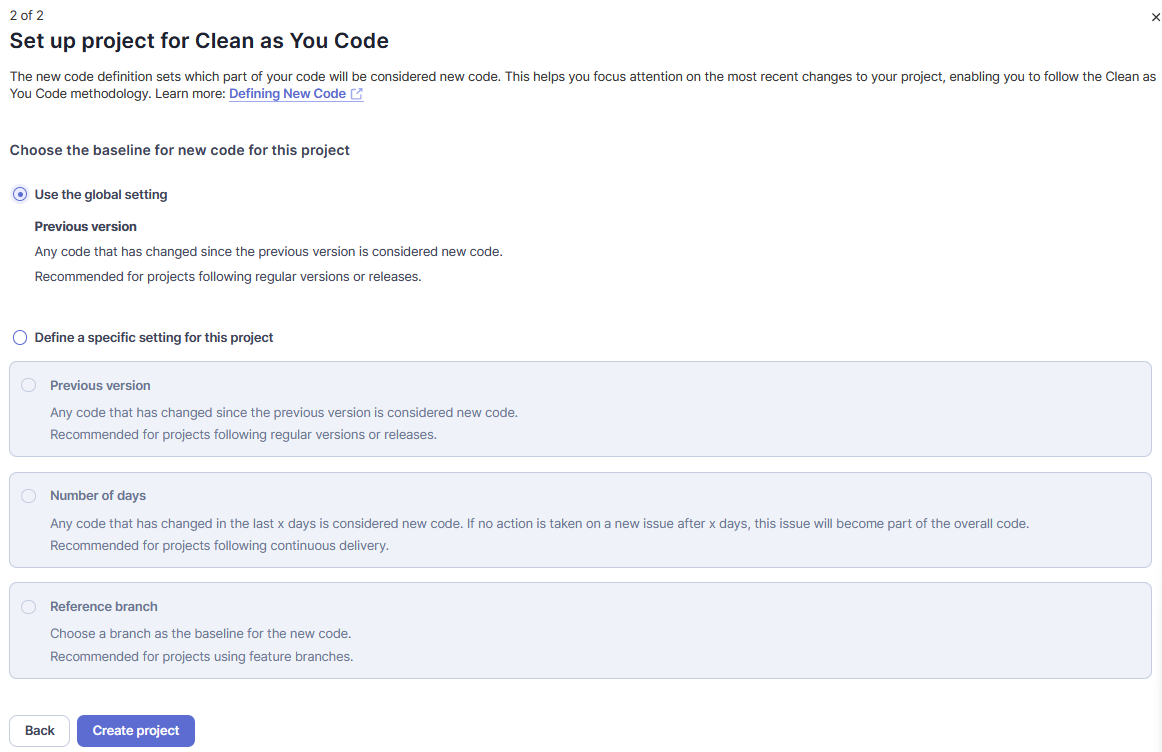 2 of 2
Set up project for Clean as You Code
The new code definition sets which part of your code will be considered new code. This helps you focus attention on the most recent changes to your project, enabling you to follow the Clean as
You Code methodology. Learn more: Defining New Code
Choose the baseline for new code for this project
Use the global setting
Previous version
Any code that has changed since the previous version is considered new code.
Recommended for projects following regular versions or releases.
Define a specific setting for this project
Previous version
Any code that has changed since the previous version is considered new code.
Recommended for projects following regular versions or releases.
Number of days
Any code that has changed in the last x days is considered new code. If no action is taken on a new issue after x days, this issue will become part of the overall code.
Recommended for projects following continuous delivery.
Reference branch
Choose a branch as the baseline for the new code.
Recommended for projects using feature branches.
Back
Create project